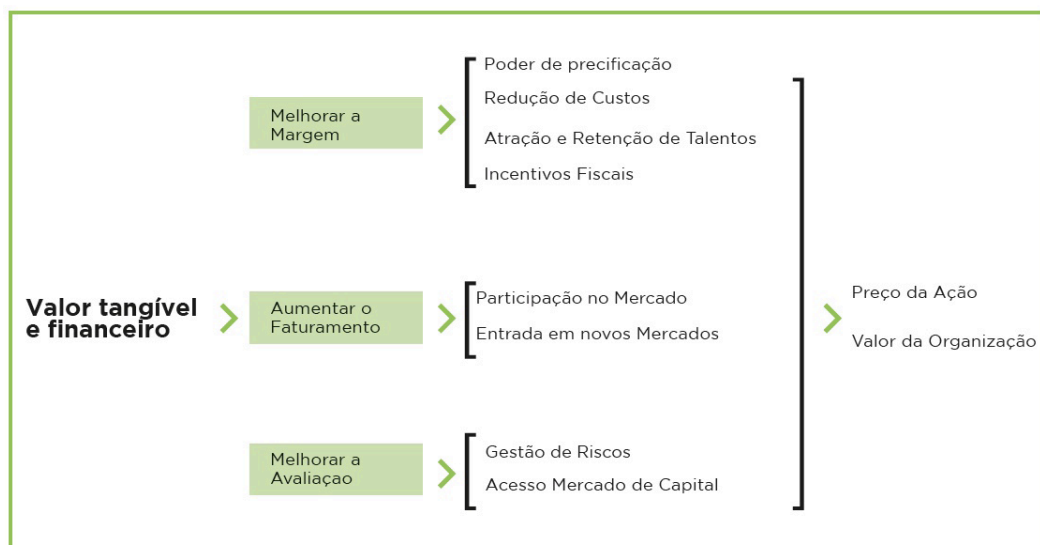 Valor tangível
e financeiro
Melhorar a
Margem
Poder de precificação
Redução de Custos
Atração e Retenção de Talentos
Incentivos Fiscais
Aumentar o
Faturamento
Participação no Mercado
Entrada em novos Mercados
Melhorar a
Avaliaçao
Gestão de Riscos
Acesso Mercado de Capital
Preço da Ação
Valor da Organização